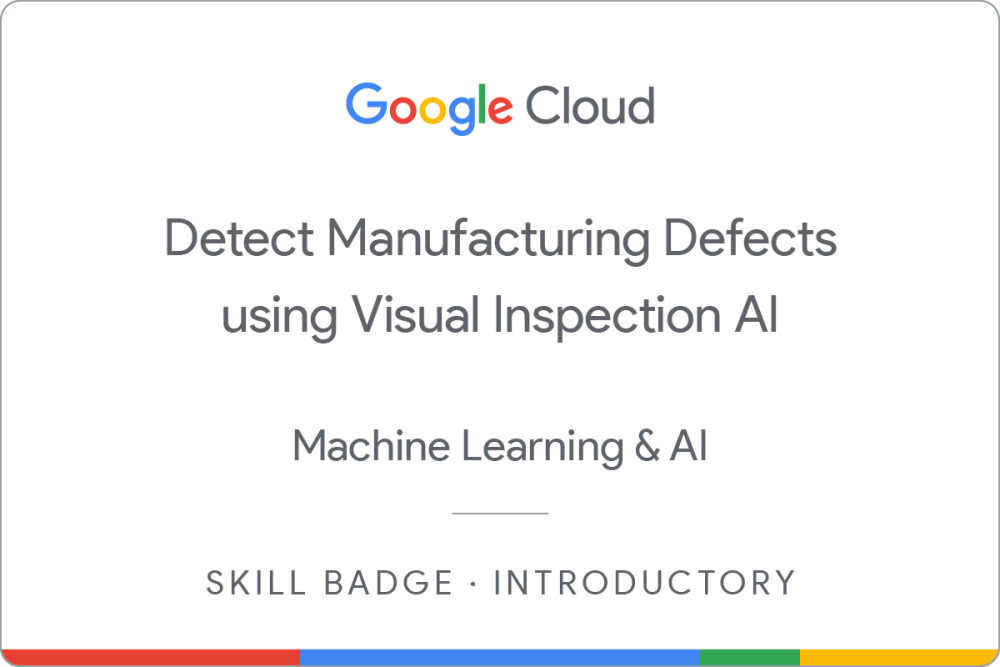 Google Cloud
Detect Manufacturing Defects
using Visual Inspection AI
Machine Learning & AI
SKILL BADGE · INTRODUCTORY